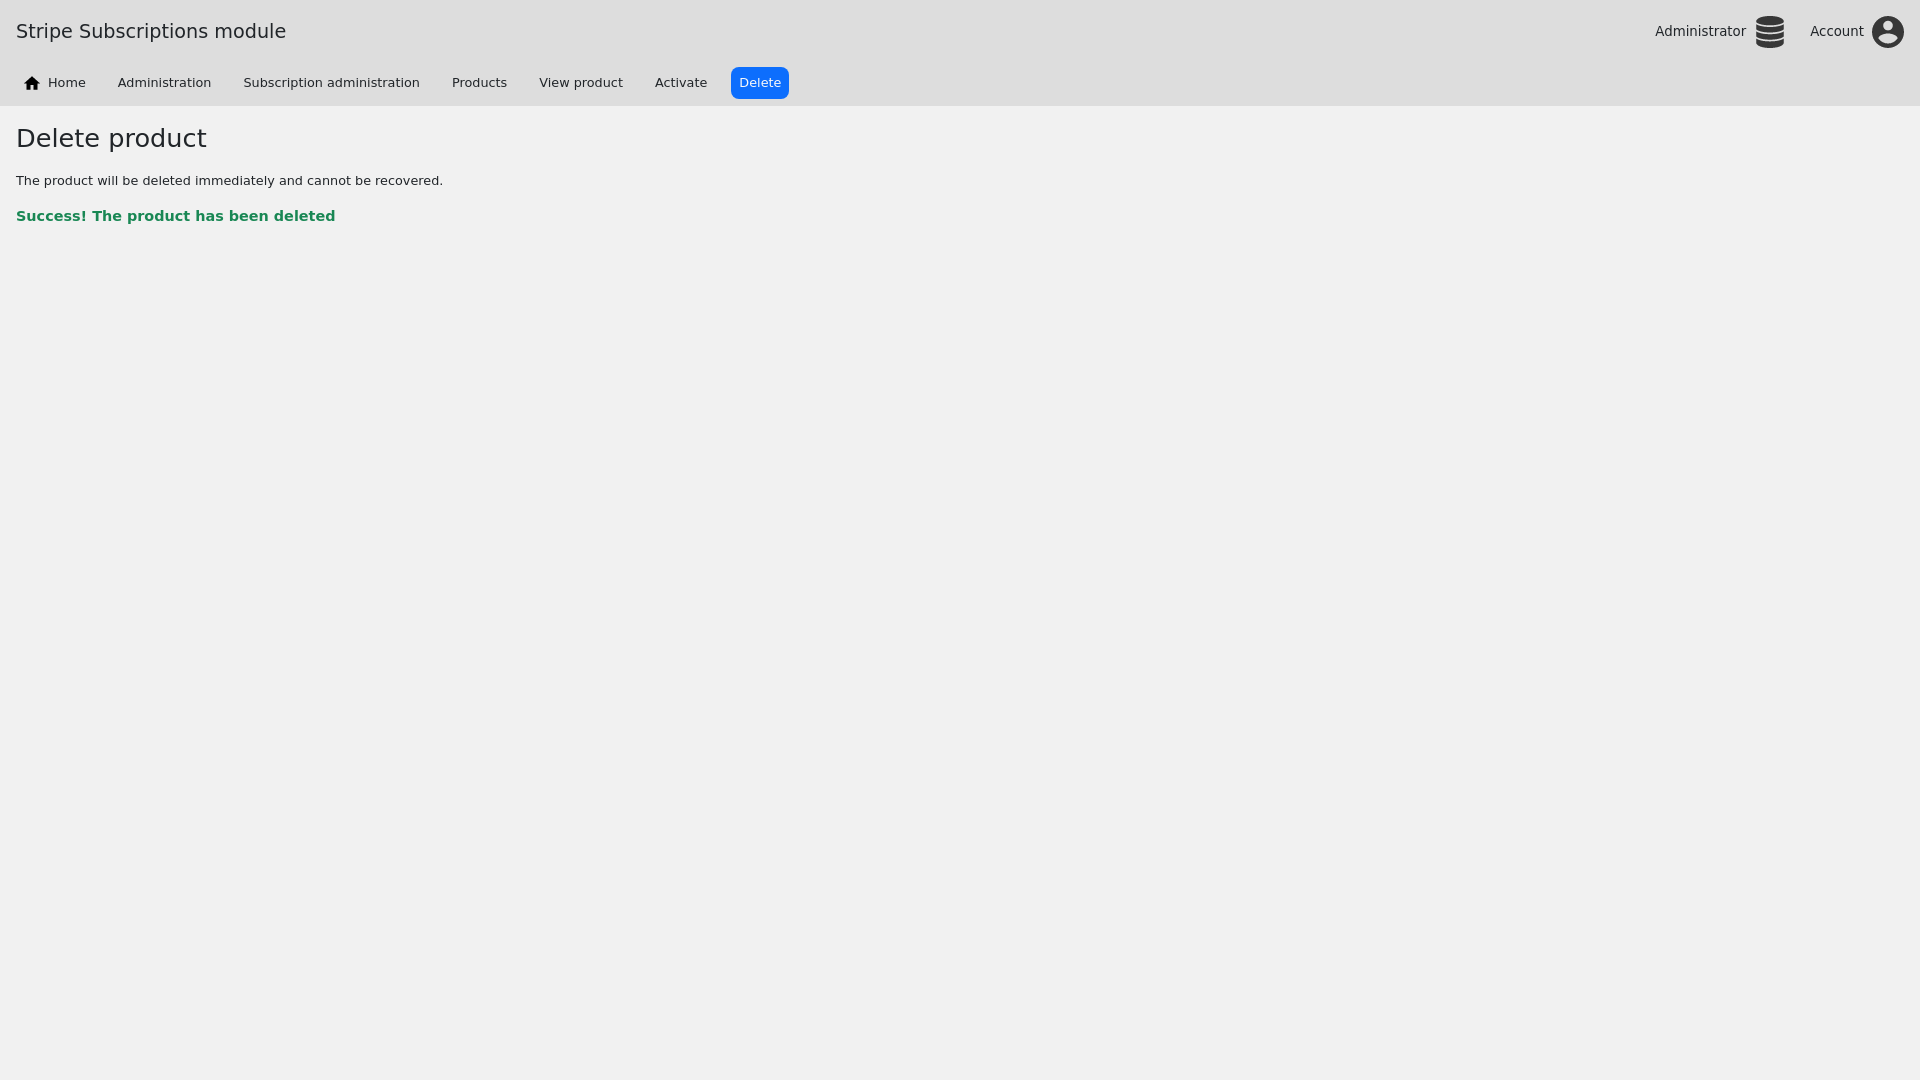 Stripe Subscriptions module
Administrator
Account
Home
Administration
Subscription administration
Products
View product
Activate
Delete
Delete product
The product will be deleted immediately and cannot be recovered.
Success! The product has been deleted